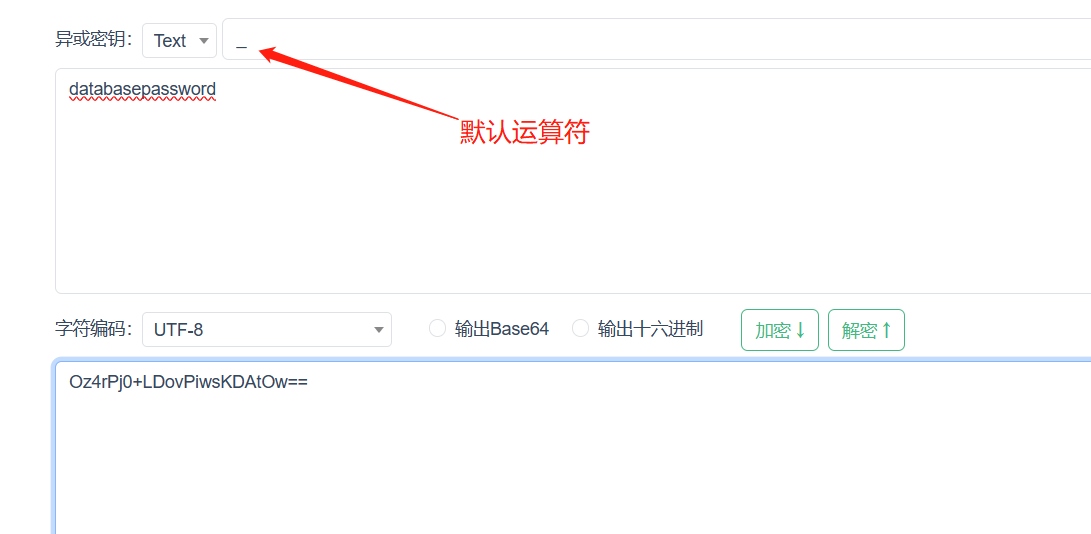 异或密钥： Text _
databasepassword
默认运算符
字符编码： UTF-8 输出Base64 输出十六进制 加密↓ 解密↑
Oz4rPj0+LDovPiwsKDAtOw==